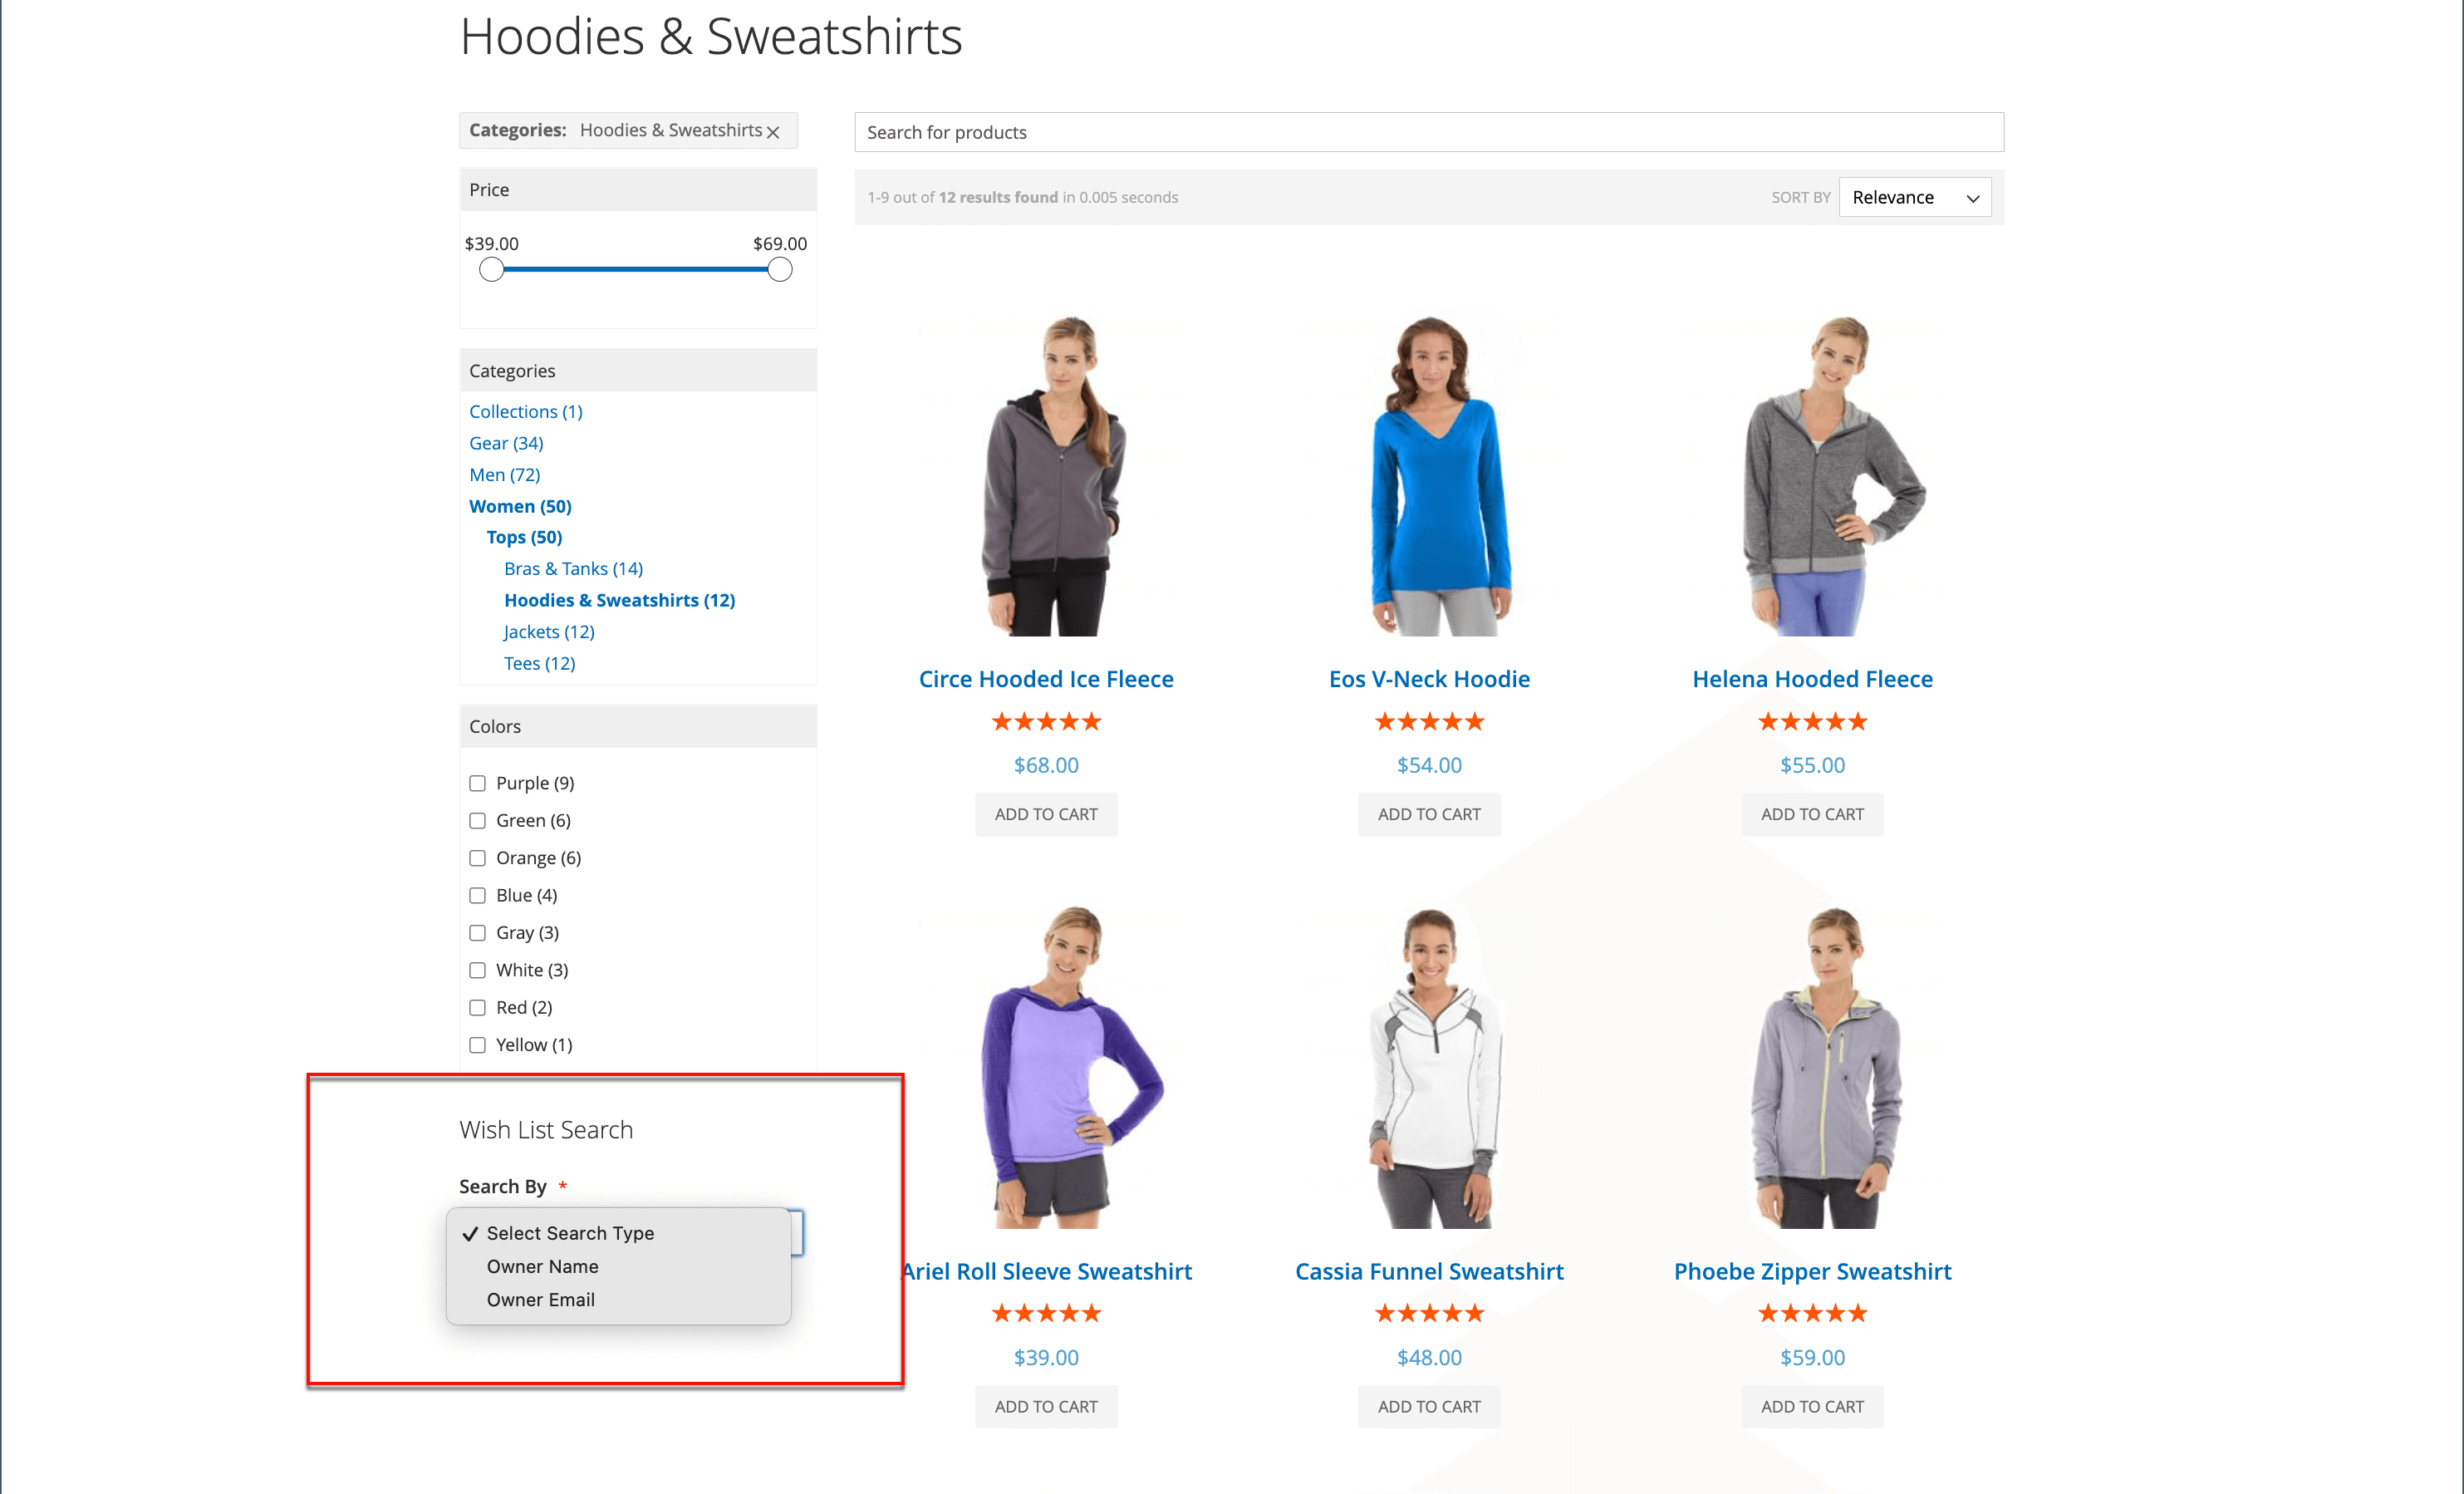 Hoodies & Sweatshirts
Categories: Hoodies & Sweatshirts
Price
$39.00 $69.00
Categories
Collections (1)
Gear (34)
Men (72)
Women (50)
Tops (50)
Bras & Tanks (14)
Hoodies & Sweatshirts (12)
Jackets (12)
Tees (12)
Colors
Purple (9)
Green (6)
Orange (6)
Blue (4)
Gray (3)
White (3)
Red (2)
Yellow (1)
Wish List Search
Search By *
Select Search Type
Owner Name
Owner Email
Search for products
1-9 out of 12 results found in 0.005 seconds
SORT BY Relevance
Circe Hooded Ice Fleece
$68.00
ADD TO CART
Eos V-Neck Hoodie
$54.00
ADD TO CART
Helena Hooded Fleece
$55.00
ADD TO CART
Ariel Roll Sleeve Sweatshirt
$39.00
ADD TO CART
Cassia Funnel Sweatshirt
$48.00
ADD TO CART
Phoebe Zipper Sweatshirt
$59.00
ADD TO CART